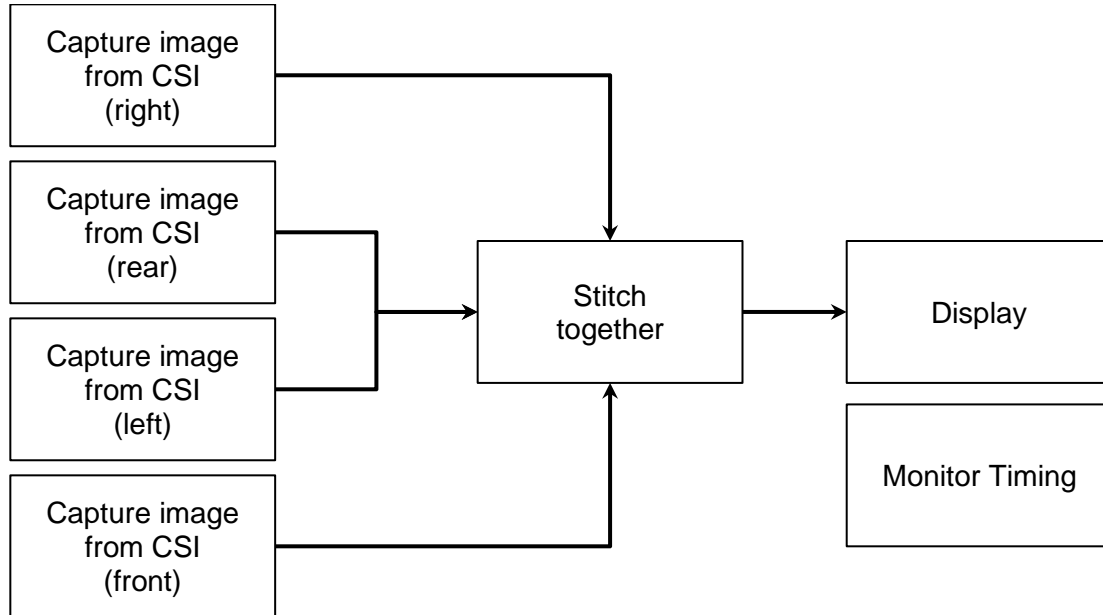 Capture image
from CSI
(right)
Capture image
from CSI
(rear)
Capture image
from CSI
(left)
Capture image
from CSI
(front)
Stitch
together
Display
Monitor Timing